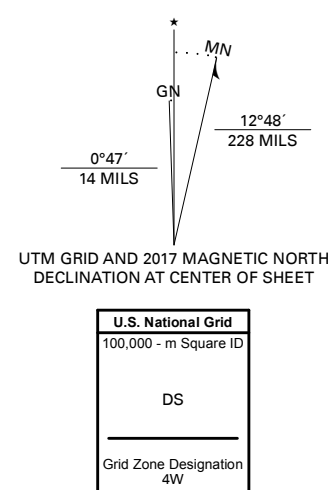 MN
GN
12°48´
228 MILS
0°47´
14 MILS
UTM GRID AND 2017 MAGNETIC NORTH
DECLINATION AT CENTER OF SHEET
U.S. National Grid
100,000 - m Square ID
DS
Grid Zone Designation
4W